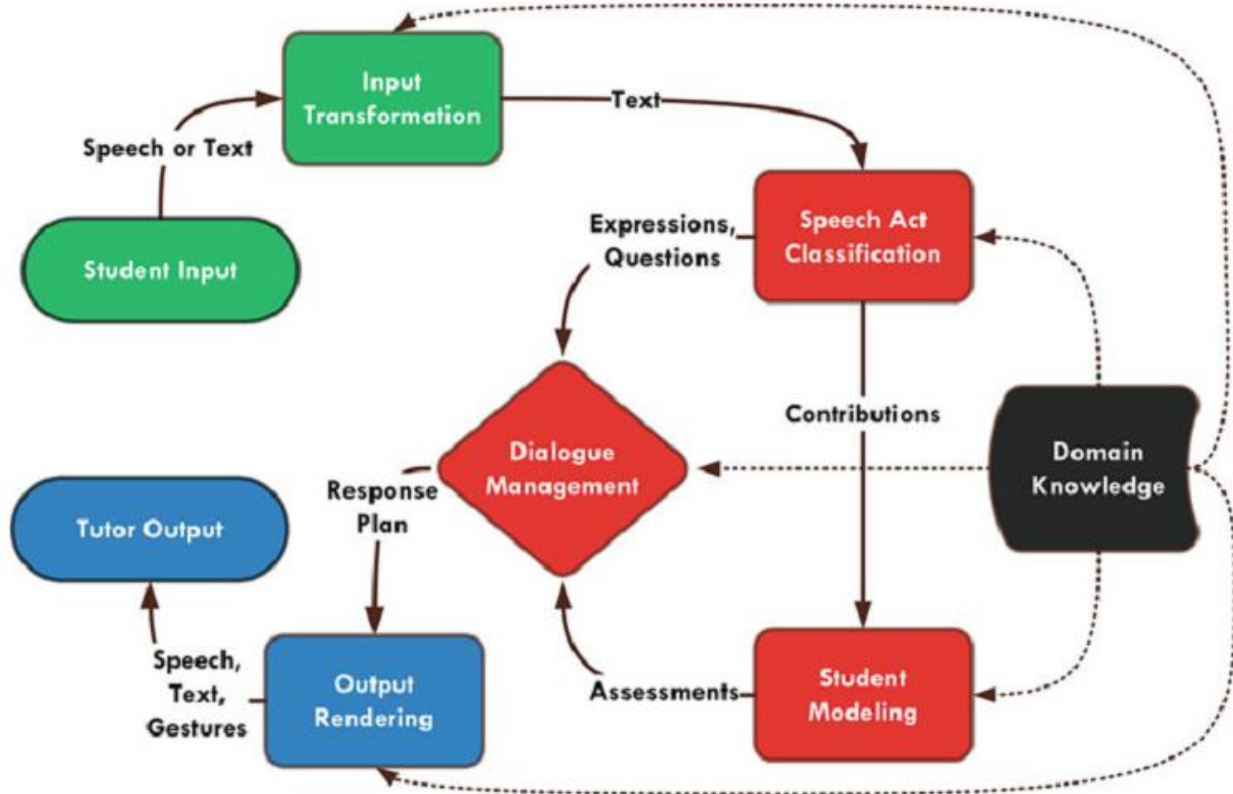 Input
Transformation
Text
Speech or Text
Student Input
Speech Act
Classification
Expressions,
Questions
Contributions
Domain
Knowledge
Dialogue
Management
Response
Plan
Tutor Output
Speech,
Text,
Gestures
Output
Rendering
Assessments
Student
Modeling